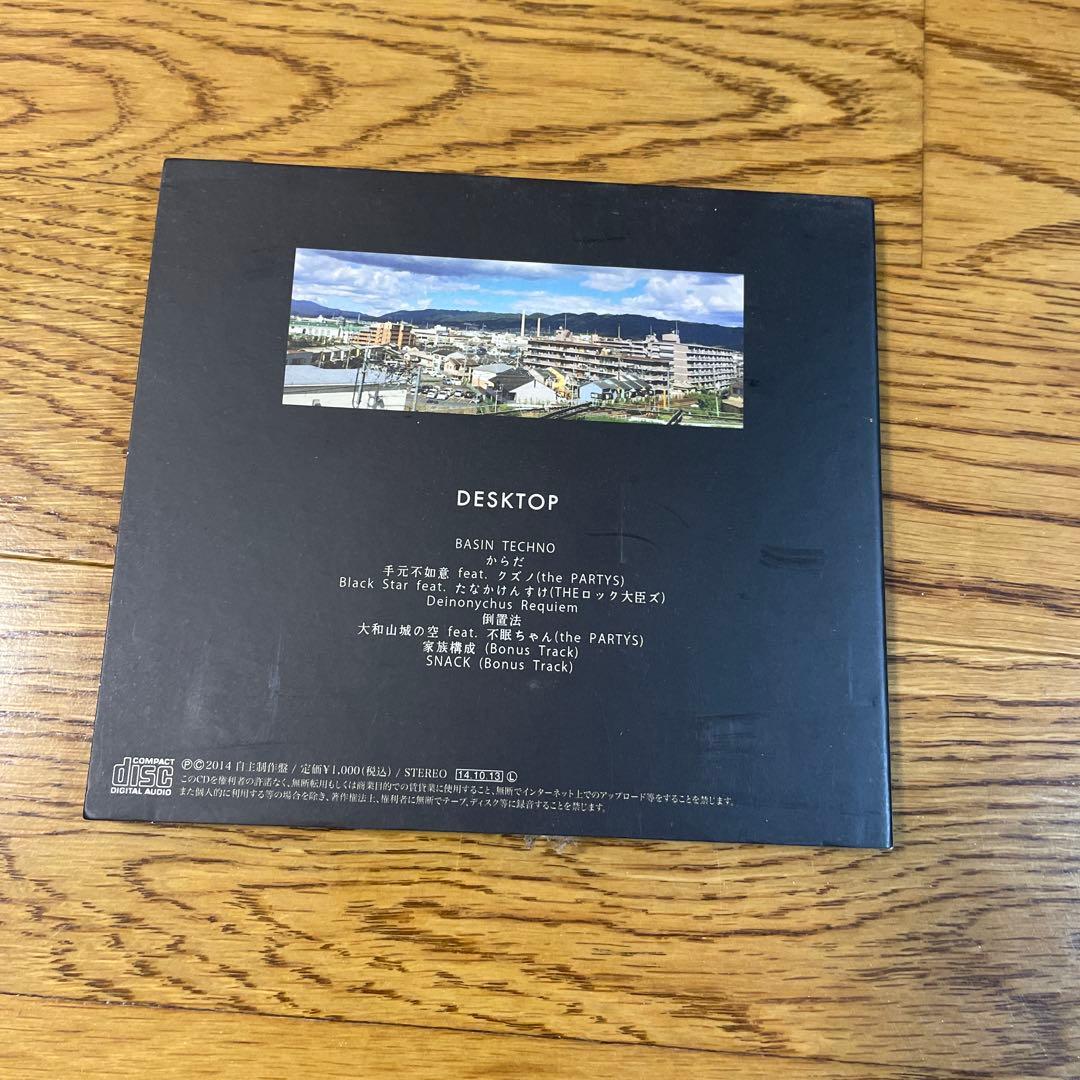 DESKTOP
BASIN TECHNO
からだ
手元不如意 feat. クズノ(the PARTYS)
Black Star feat. たなかけんすけ(THEロック大臣ズ)
Deinonychus Requiem
倒置法
大和山城の空 feat. 不眠ちゃん(the PARTYS)
家族構成 (Bonus Track)
SNACK (Bonus Track)
COMPACT disc DIGITAL AUDIO
Ⓟ©2014 自主制作盤 / 定価¥1,000(税込) / STEREO 14.10.13 Ⓛ
このCDを権利者の許諾なく、無断転用もしくは商業目的での賃貸業に使用すること、無断でインターネット上でのアップロード等をすることを禁じます。
また個人的に利用する等の場合を除き、著作権法上、権利者に無断でテープ、ディスク等に録音することを禁じます。